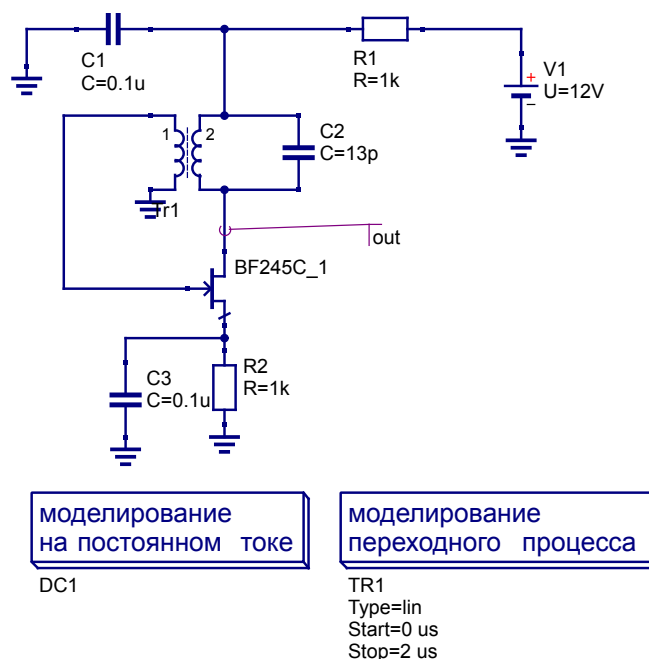 C1
C=0.1u
R1
R=1k
V1
U=12V
+
−
1
2
C2
C=13p
Tr1
out
BF245C_1
C3
C=0.1u
R2
R=1k
моделирование
на постоянном токе
DC1
моделирование
переходного процесса
TR1
Type=lin
Start=0 us
Stop=2 us